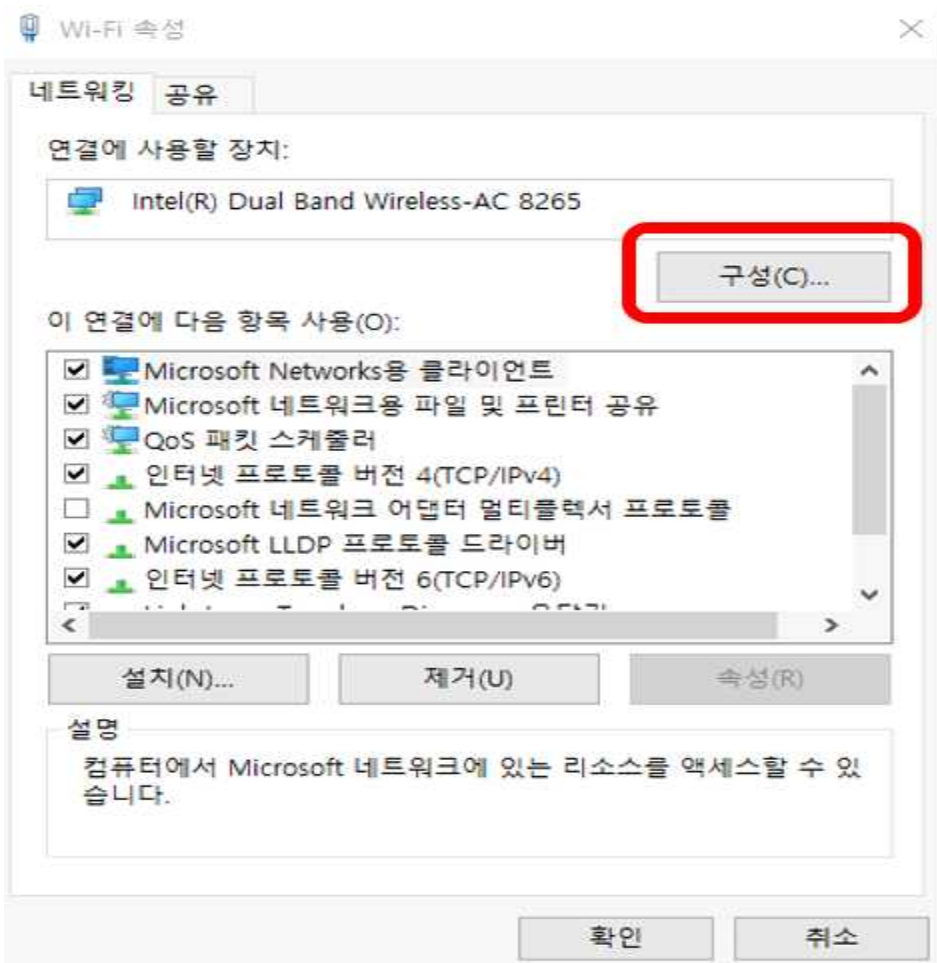 Wi-Fi 속성
네트워킹 공유
연결에 사용할 장치:
Intel(R) Dual Band Wireless-AC 8265
구성(C)...
이 연결에 다음 항목 사용(O):
Microsoft Networks용 클라이언트
Microsoft 네트워크용 파일 및 프린터 공유
QoS 패킷 스케줄러
인터넷 프로토콜 버전 4(TCP/IPv4)
Microsoft 네트워크 어댑터 멀티플렉서 프로토콜
Microsoft LLDP 프로토콜 드라이버
인터넷 프로토콜 버전 6(TCP/IPv6)
설치(N)... 제거(U) 속성(R)
설명
컴퓨터에서 Microsoft 네트워크에 있는 리소스를 액세스할 수 있
습니다.
확인 취소